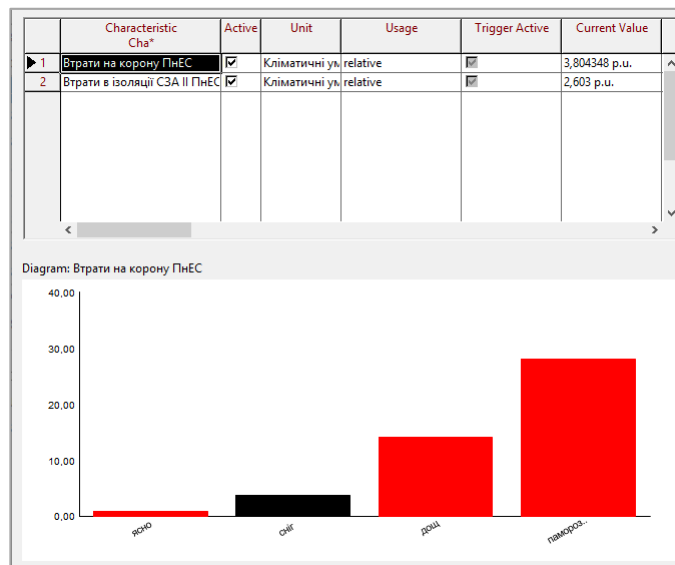 Characteristic Active Unit Usage Trigger Active Current Value
Cha*
1 Втрати на корону ПнЕС Кліматичні ум relative 3,804348 p.u.
2 Втрати в ізоляції СЗА ІІ ПнЕС Кліматичні ум relative 2,603 p.u.
Diagram: Втрати на корону ПнЕС
40,00
30,00
20,00
10,00
0,00
ясно сніг дощ памороз..